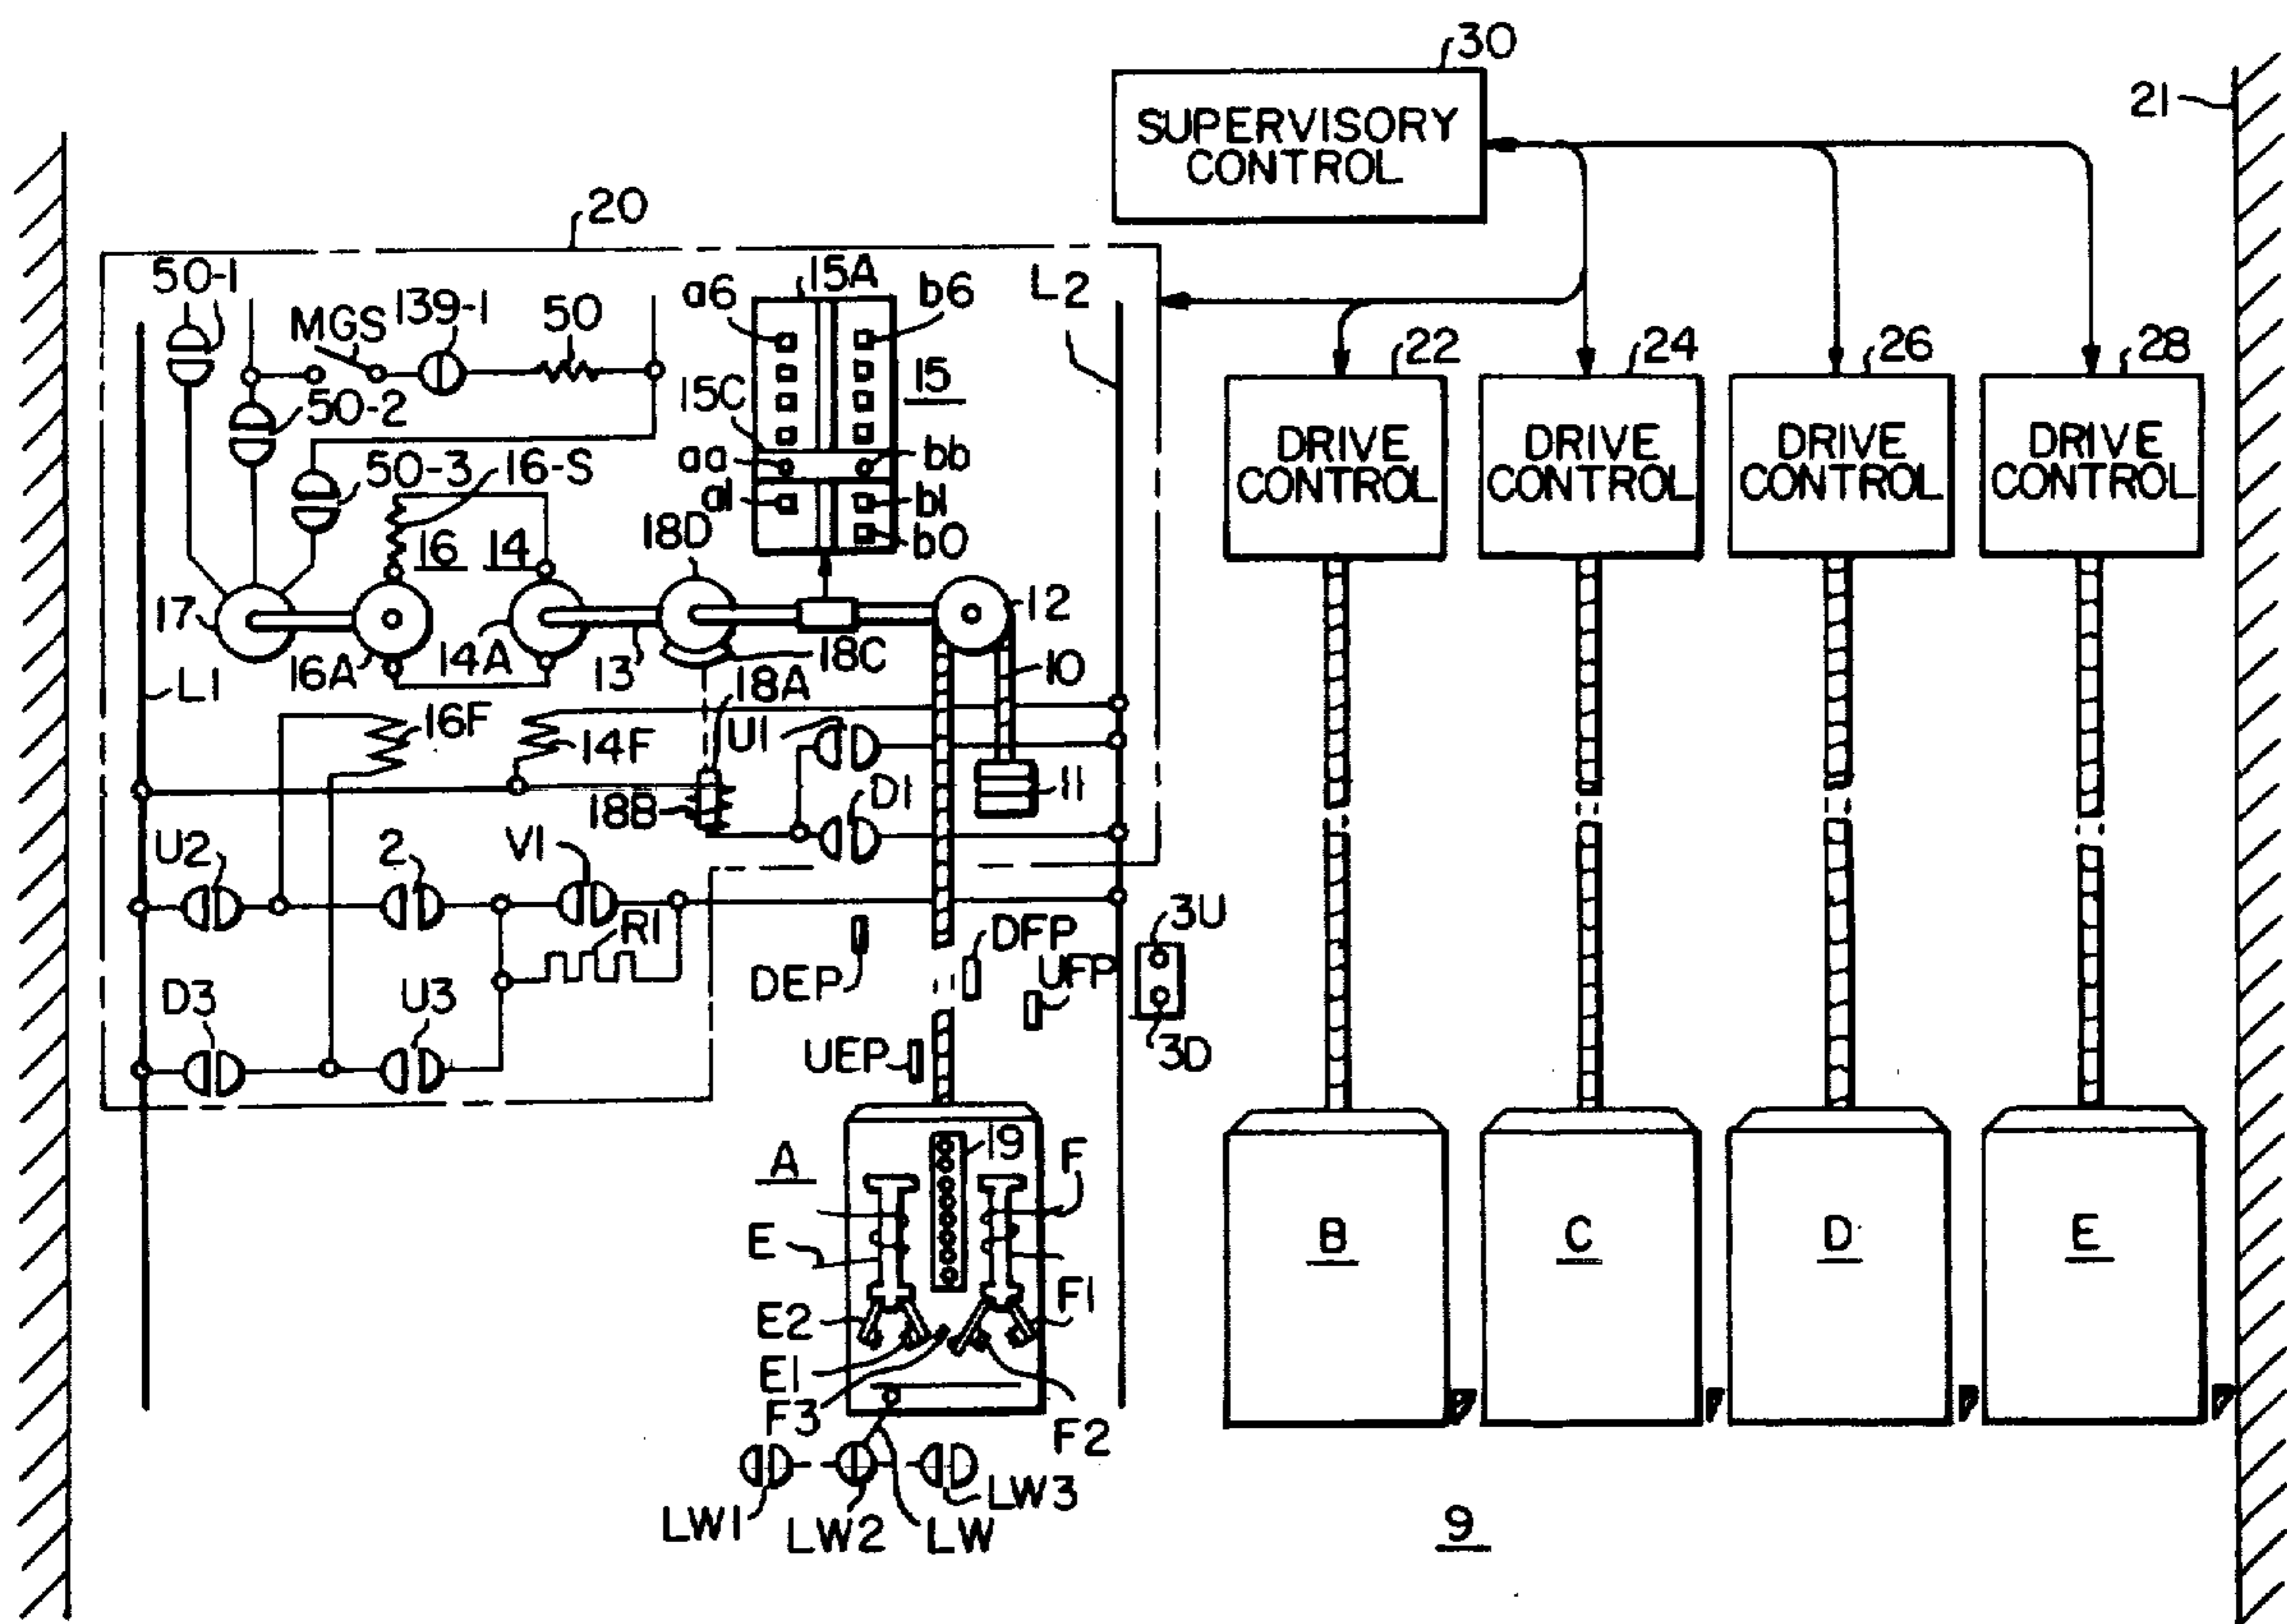 30
SUPERVISORY
CONTROL
21
20
50-1
MGS
139-1
50
a6
15A
b6
L2
15
15C
50-2
22
24
26
28
DRIVE
CONTROL
DRIVE
CONTROL
DRIVE
CONTROL
DRIVE
CONTROL
aa
bb
50-3
16-S
a1
b1
b0
16
14
18D
12
17
16A
14A
13
18C
10
L1
18A
16F
14F
U1
18B
D1
11
U2
2
V1
R1
DEP
DFP
UFP
3U
3D
D3
U3
UEP
A
19
F
E
B
C
D
E
E2
F1
E1
F3
F2
LW1
LW2
LW
LW3
9